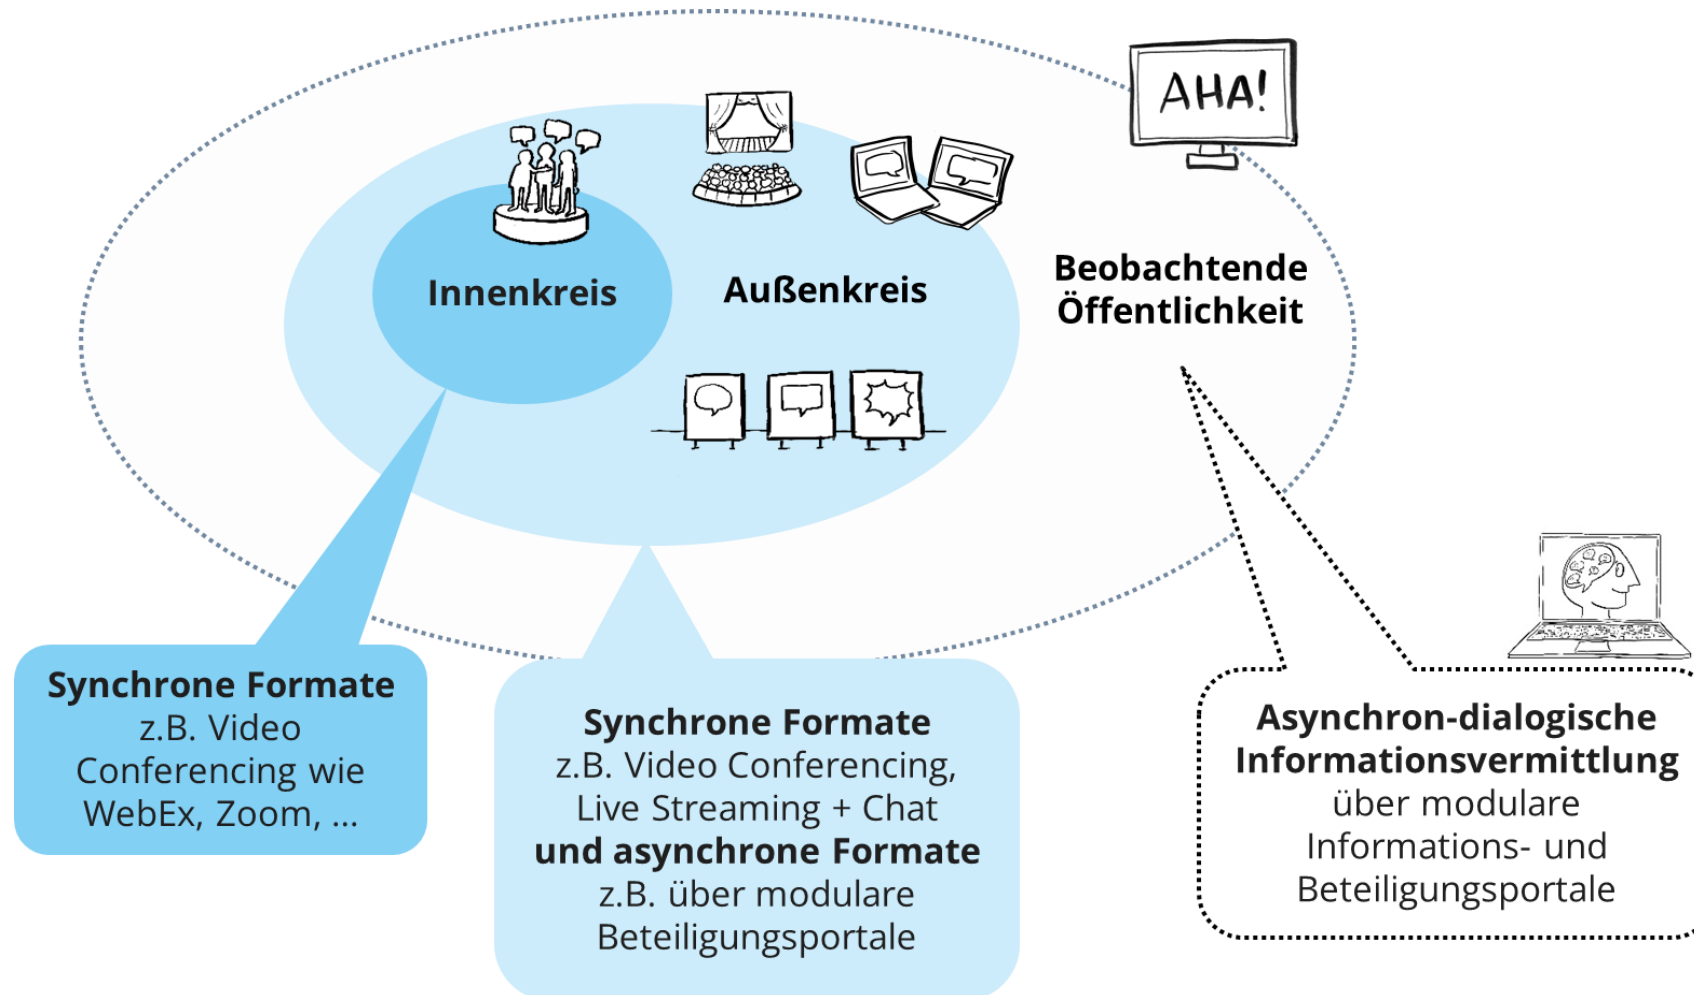 AHA!
Innenkreis
Außenkreis
Beobachtende
Öffentlichkeit
Synchrone Formate
z.B. Video
Conferencing wie
WebEx, Zoom, ...
Synchrone Formate
z.B. Video Conferencing,
Live Streaming + Chat
und asynchrone Formate
z.B. über modulare
Beteiligungsportale
Asynchron-dialogische
Informationsvermittlung
über modulare
Informations- und
Beteiligungsportale